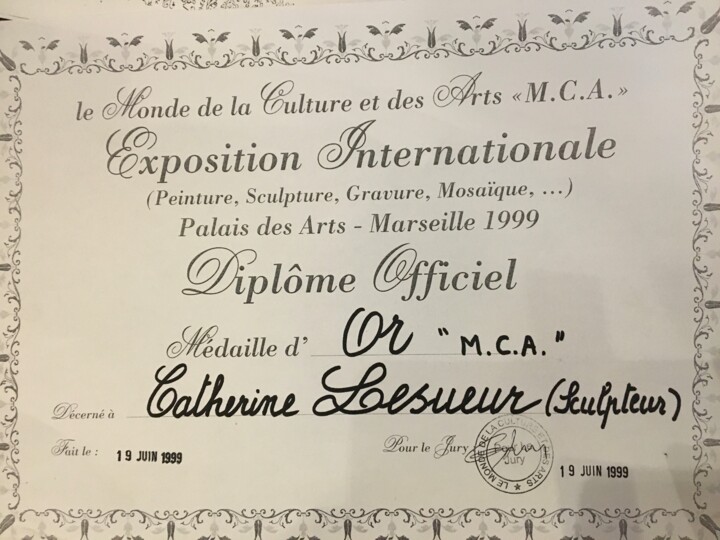 le Monde de la Culture et des Arts «M.C.A.»
Exposition Internationale
(Peinture, Sculpture, Gravure, Mosaïque, ...)
Palais des Arts - Marseille 1999
Diplôme Officiel
Médaille d' Or "M.C.A."
Décerné à Catherine Lesueur (Sculpteur)
Fait le : 19 JUIN 1999
Pour le Jury
LE MONDE DE LA CULTURE ET DES ARTS
Jury
19 JUIN 1999